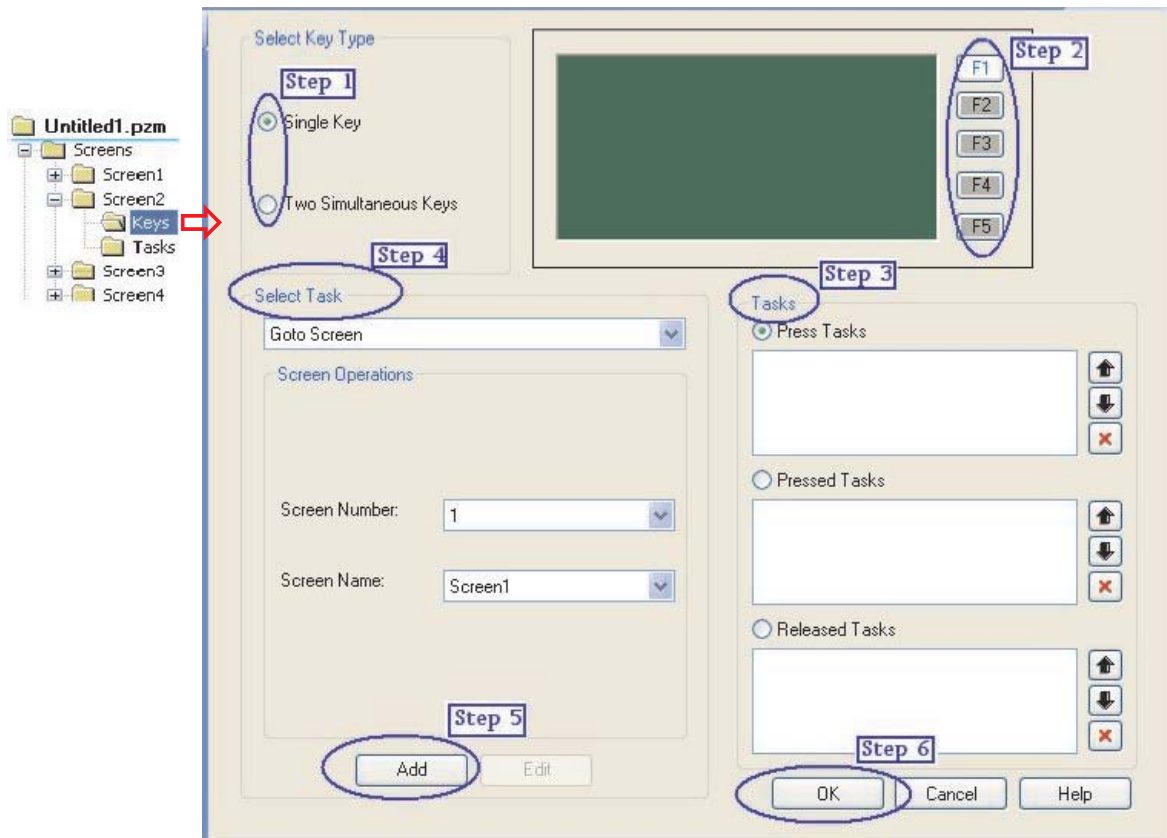 Untitled1.pzm
Screens
Screen1
Screen2
Keys
Tasks
Screen3
Screen4
Select Key Type
Step 1
Single Key
Two Simultaneous Keys
Step 2
F1
F2
F3
F4
F5
Step 4
Select Task
Goto Screen
Screen Operations
Screen Number:
1
Screen Name:
Screen1
Step 5
Add
Edit
Step 3
Tasks
Press Tasks
Pressed Tasks
Released Tasks
Step 6
OK
Cancel
Help